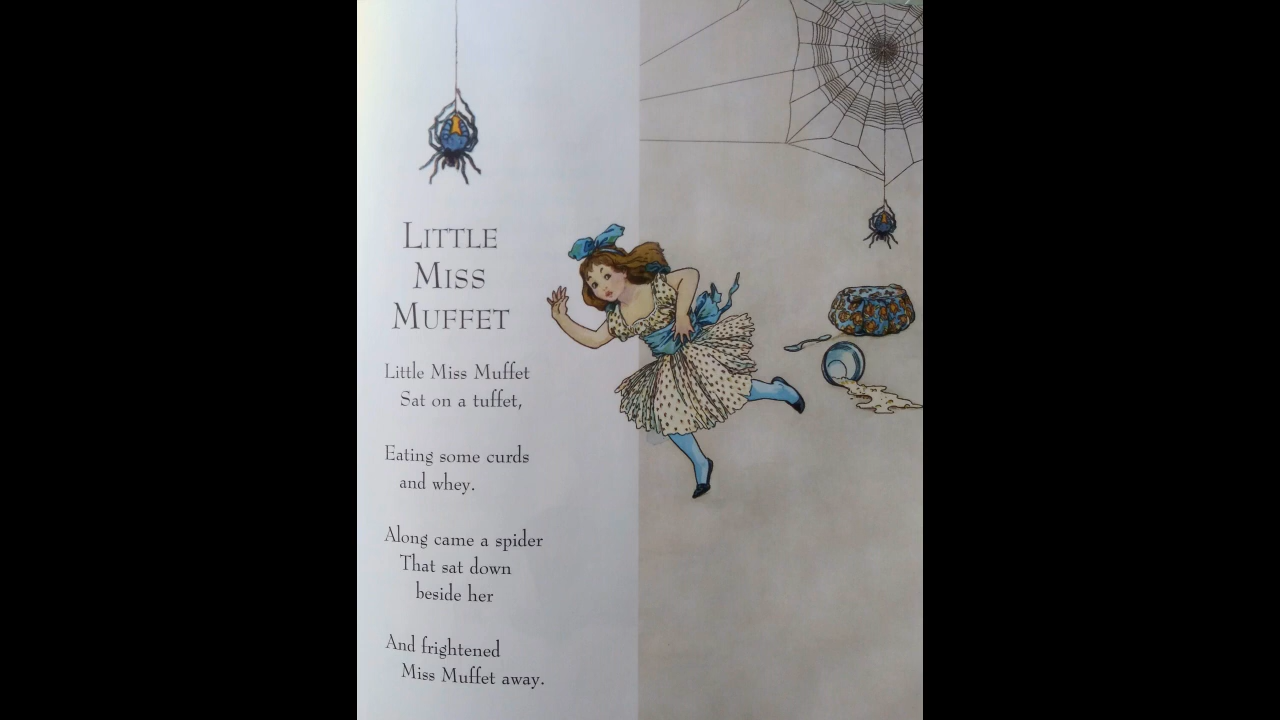 LITTLE
MISS
MUFFET
Little Miss Muffet
Sat on a tuffet,
Eating some curds
and whey.
Along came a spider
That sat down
beside her
And frightened
Miss Muffet away.